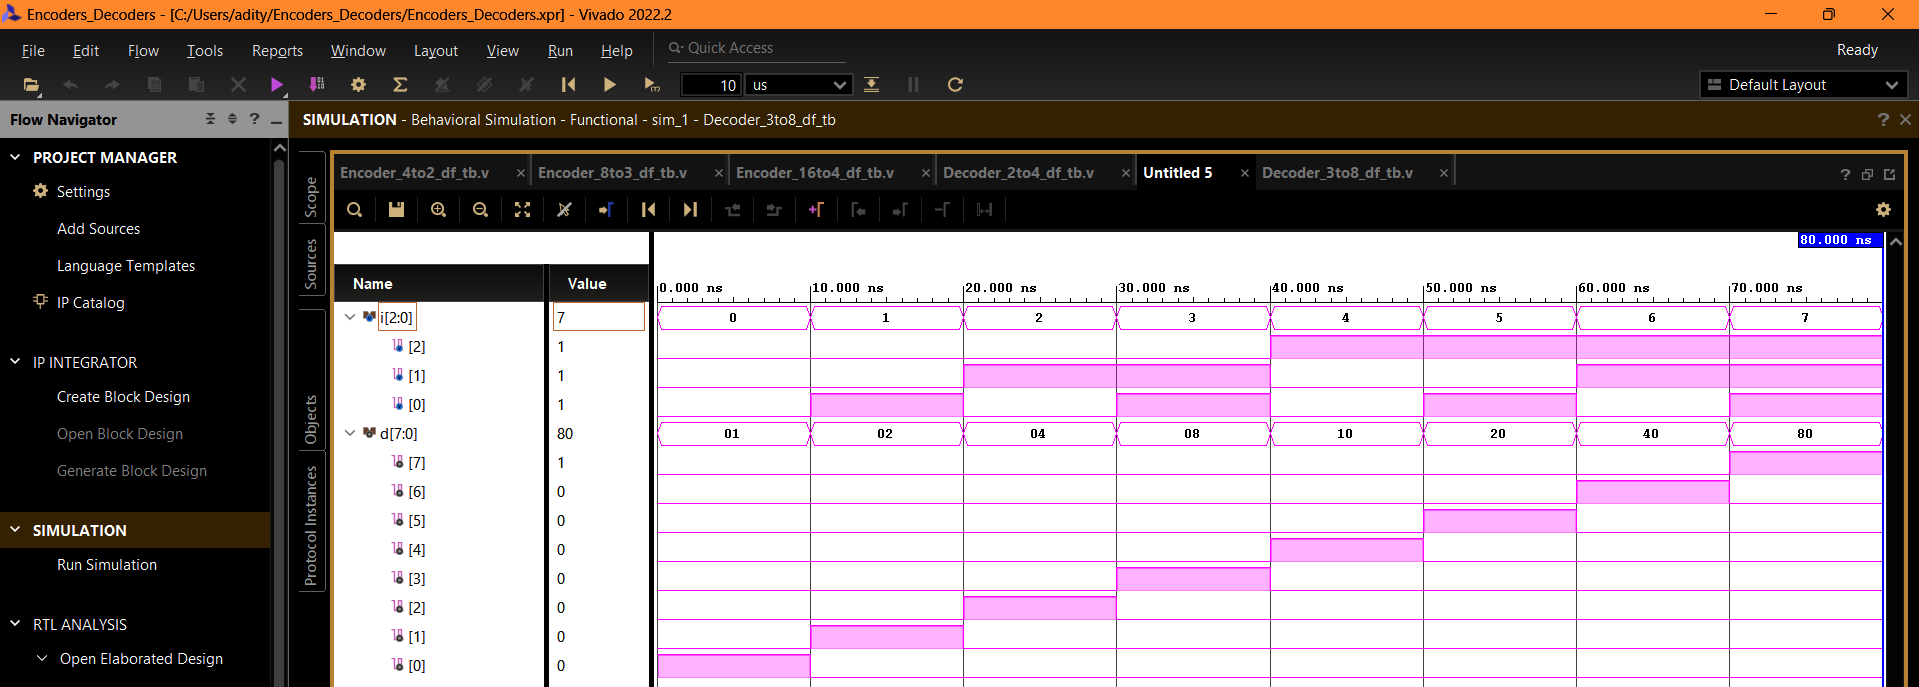 Encoders_Decoders - [C:/Users/adity/Encoders_Decoders/Encoders_Decoders.xpr] - Vivado 2022.2
File Edit Flow Tools Reports Window Layout View Run Help Quick Access Ready
10 us Default Layout
Flow Navigator
SIMULATION - Behavioral Simulation - Functional - sim_1 - Decoder_3to8_df_tb
PROJECT MANAGER
Settings
Add Sources
Language Templates
IP Catalog
IP INTEGRATOR
Create Block Design
Open Block Design
Generate Block Design
SIMULATION
Run Simulation
RTL ANALYSIS
Open Elaborated Design
Scope
Sources
Objects
Protocol Instances
Encoder_4to2_df_tb.v Encoder_8to3_df_tb.v Encoder_16to4_df_tb.v Decoder_2to4_df_tb.v Untitled 5 Decoder_3to8_df_tb.v
80.000 ns
Name Value 0.000 ns 10.000 ns 20.000 ns 30.000 ns 40.000 ns 50.000 ns 60.000 ns 70.000 ns
i[2:0] 7 0 1 2 3 4 5 6 7
[2] 1
[1] 1
[0] 1
d[7:0] 80 01 02 04 08 10 20 40 80
[7] 1
[6] 0
[5] 0
[4] 0
[3] 0
[2] 0
[1] 0
[0] 0